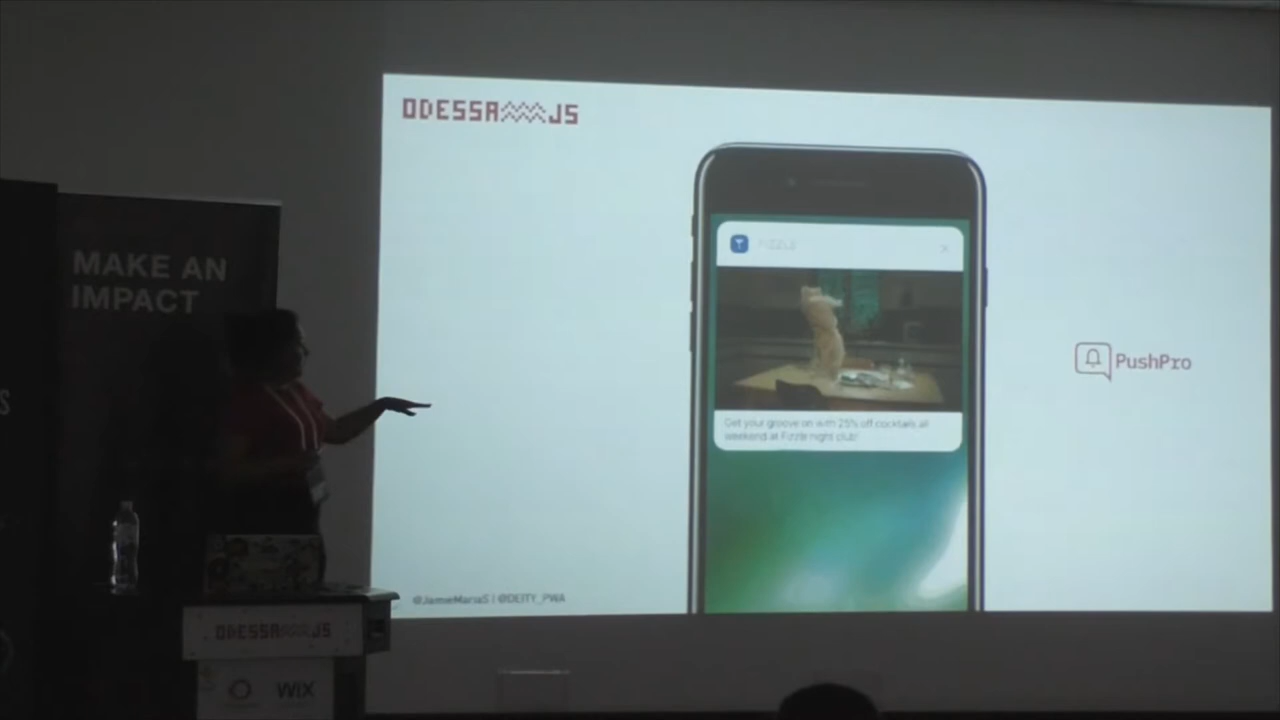 ODESSA JS
FIZZLE
Get your groove on with 25% off cocktails all
weekend at Fizzle night club!
PushPro
@JamieMariaS | @DEITY_PWA
MAKE AN
IMPACT
S
ODESSA JS
WIX